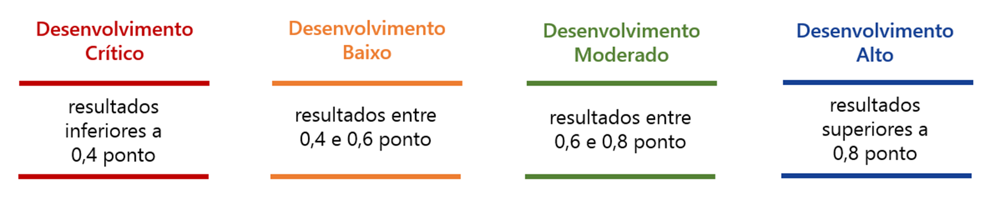 Desenvolvimento
Crítico
resultados
inferiores a
0,4 ponto
Desenvolvimento
Baixo
resultados entre
0,4 e 0,6 ponto
Desenvolvimento
Moderado
resultados entre
0,6 e 0,8 ponto
Desenvolvimento
Alto
resultados
superiores a
0,8 ponto